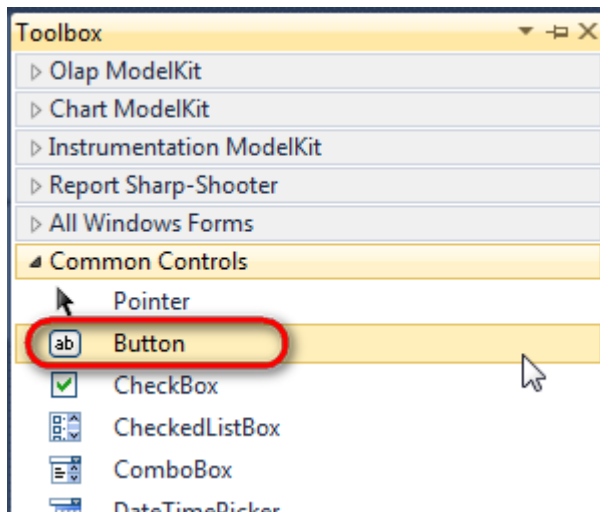 Toolbox
Olap ModelKit
Chart ModelKit
Instrumentation ModelKit
Report Sharp-Shooter
All Windows Forms
Common Controls
Pointer
ab Button
CheckBox
CheckedListBox
ComboBox
DateTimePicker